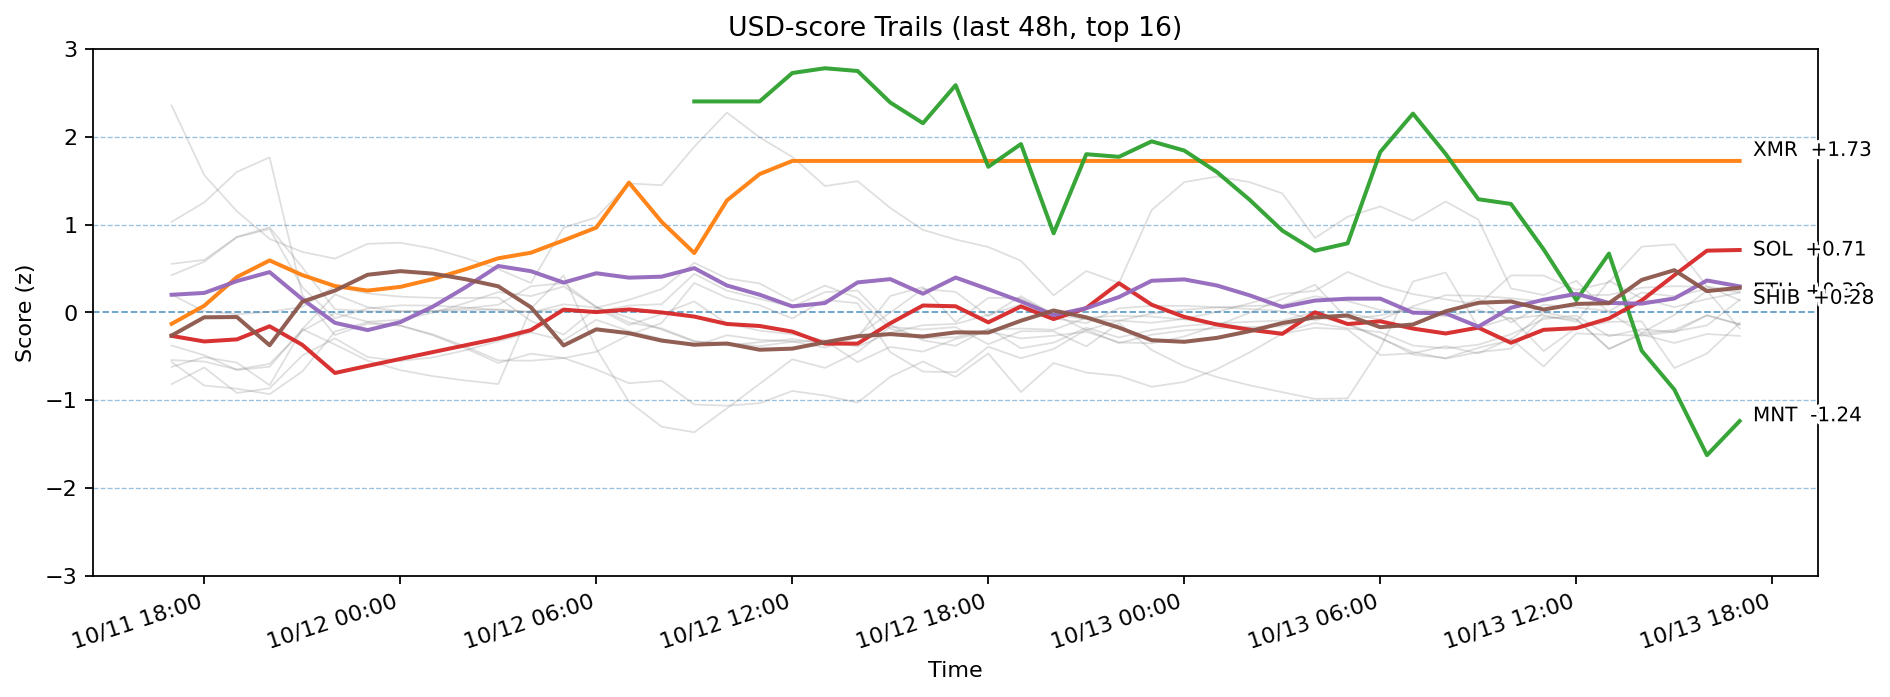 USD-score Trails (last 48h, top 16)
Score (z)
3
2
1
0
−1
−2
−3
XMR +1.73
SOL +0.71
SHIB +0.28
MNT -1.24
10/11 18:00
10/12 00:00
10/12 06:00
10/12 12:00
10/12 18:00
10/13 00:00
10/13 06:00
10/13 12:00
10/13 18:00
Time